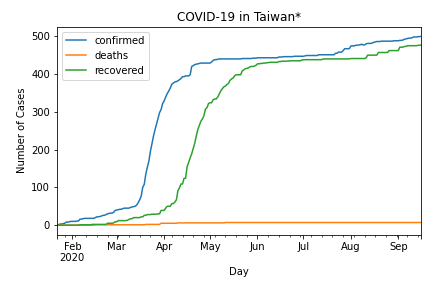 COVID-19 in Taiwan*
confirmed
deaths
recovered
Number of Cases
500
400
300
200
100
0
Feb Mar Apr May Jun Jul Aug Sep
2020
Day